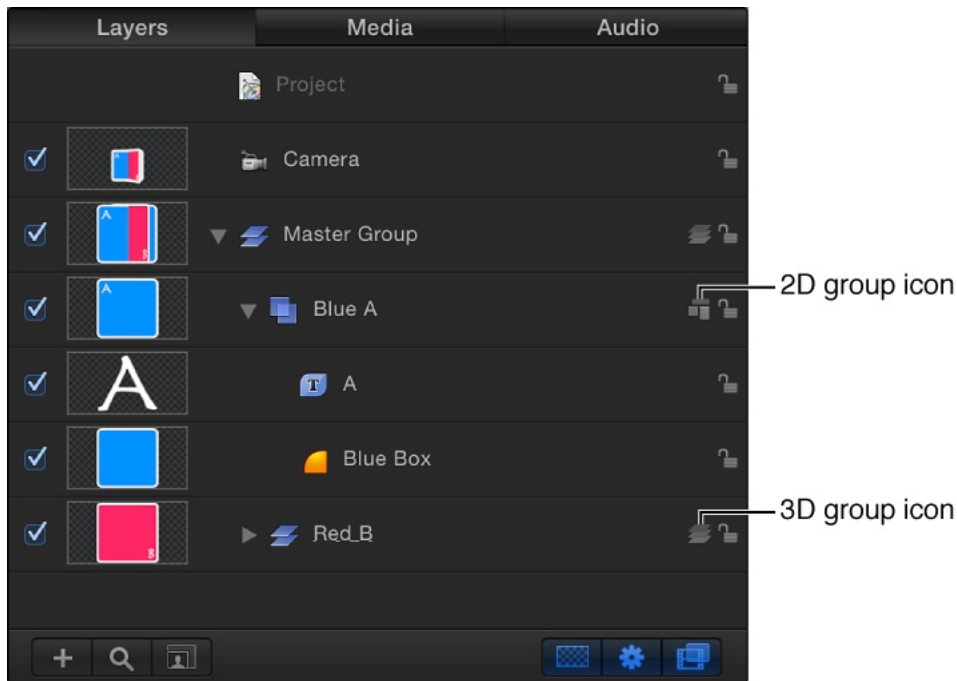 Layers Media Audio
Project
Camera
Master Group
2D group icon
Blue A
A
Blue Box
3D group icon
Red_B